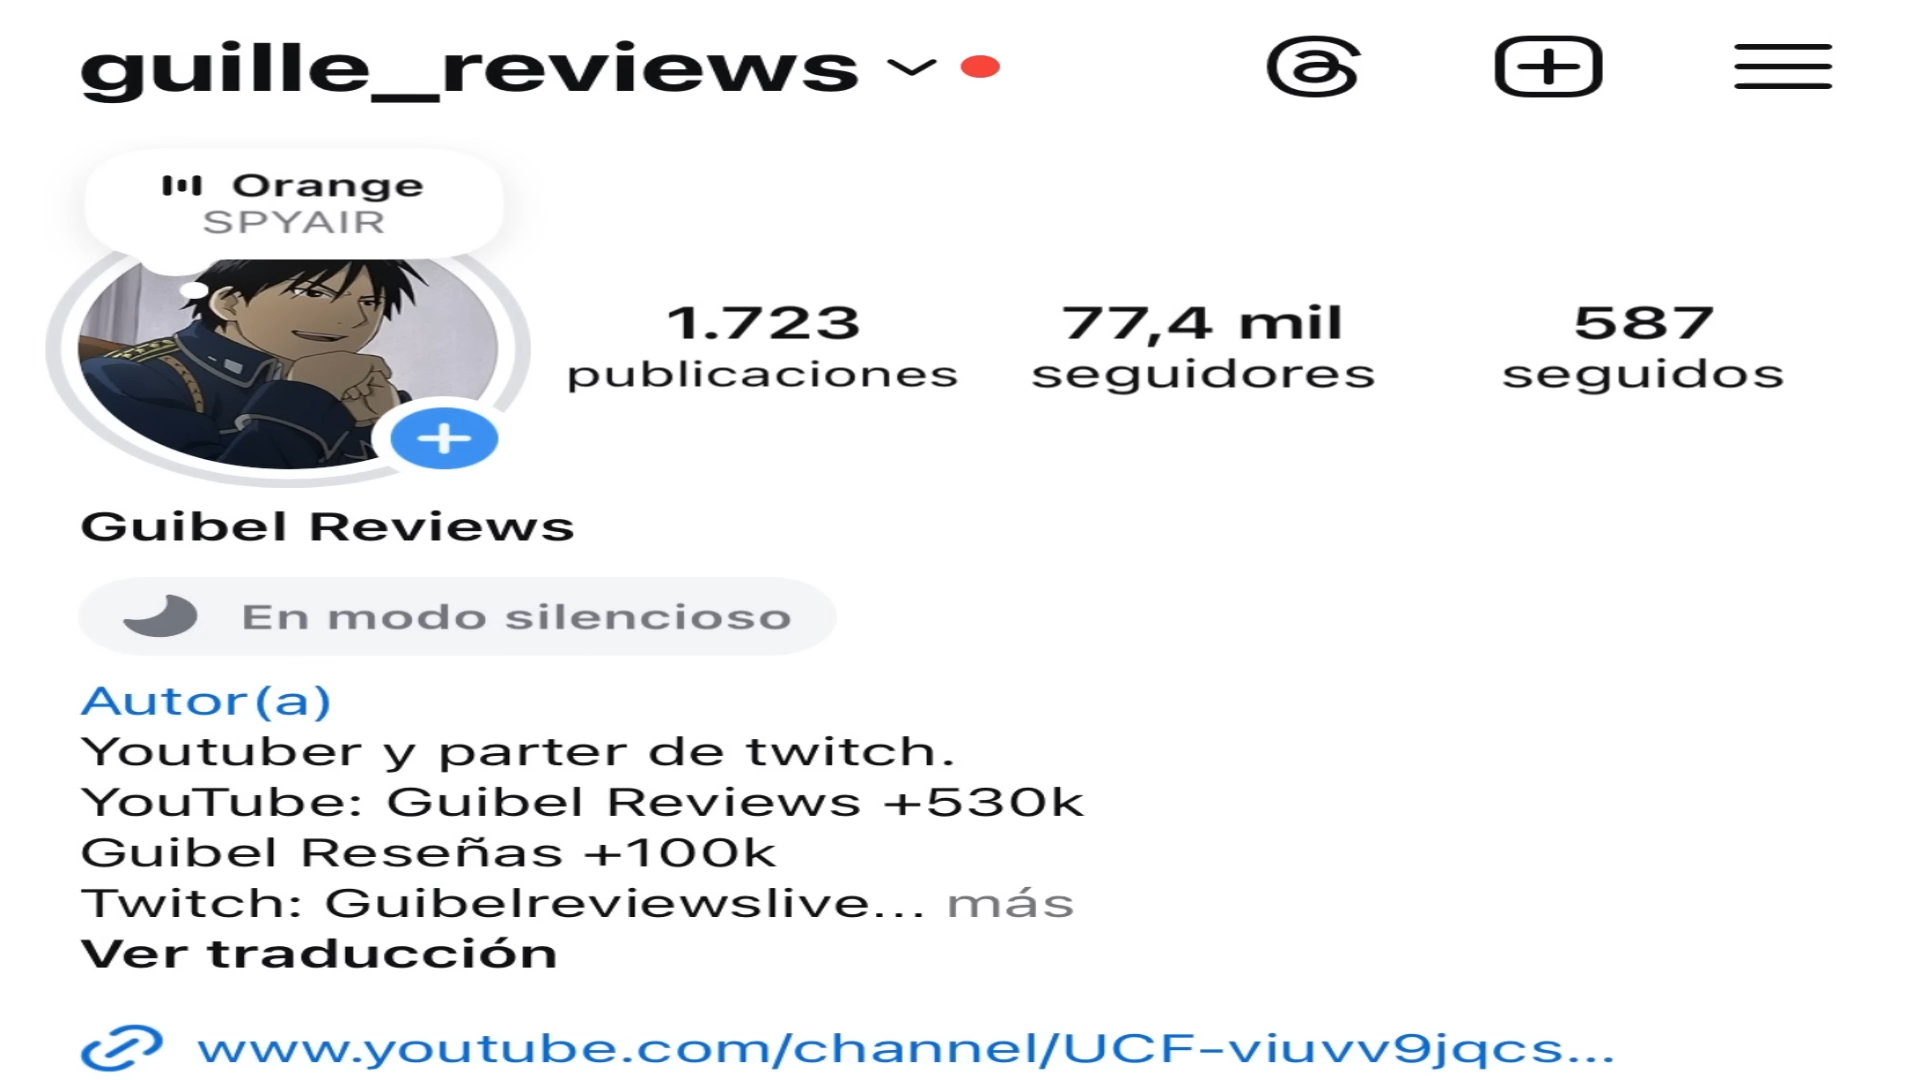 guille_reviews
Orange
SPYAIR
1.723 77,4 mil 587
publicaciones seguidores seguidos
Guibel Reviews
En modo silencioso
Autor(a)
Youtuber y parter de twitch.
YouTube: Guibel Reviews +530k
Guibel Reseñas +100k
Twitch: Guibelreviewslive... más
Ver traducción
www.youtube.com/channel/UCF-viuvv9jqcs...